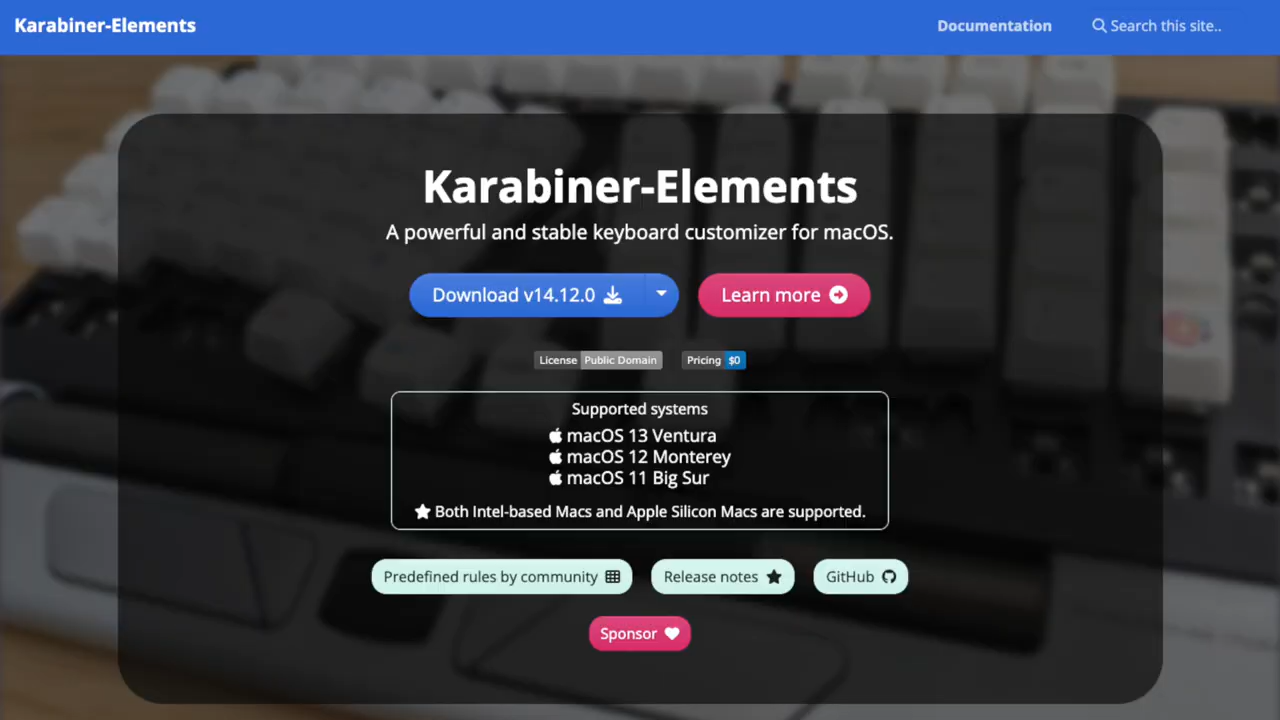 Karabiner-Elements
Documentation
Search this site..
Karabiner-Elements
A powerful and stable keyboard customizer for macOS.
Download v14.12.0
Learn more
License Public Domain
Pricing $0
Supported systems
macOS 13 Ventura
macOS 12 Monterey
macOS 11 Big Sur
Both Intel-based Macs and Apple Silicon Macs are supported.
Predefined rules by community
Release notes
GitHub
Sponsor